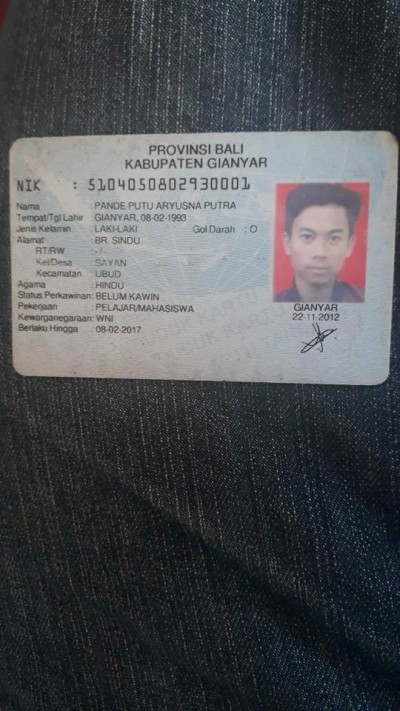 PROVINSI BALI
KABUPATEN GIANYAR
NIK : 5104050802930001
Nama : PANDE PUTU ARYUSNA PUTRA
Tempat/Tgl Lahir : GIANYAR, 08-02-1993
Jenis Kelamin : LAKI-LAKI Gol Darah : O
Alamat : BR. SINDU
RT/RW : -/-
Kel/Desa : SAYAN
Kecamatan : UBUD
Agama : HINDU
Status Perkawinan: BELUM KAWIN
Pekerjaan : PELAJAR/MAHASISWA
Kewarganegaraan: WNI
Berlaku Hingga : 08-02-2017
GIANYAR
22-11-2012